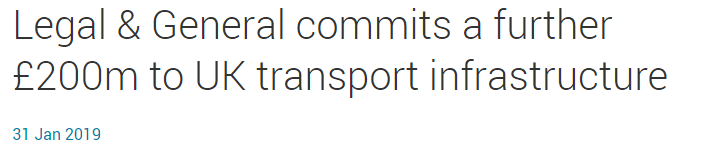 Legal & General commits a further
£200m to UK transport infrastructure
31 Jan 2019